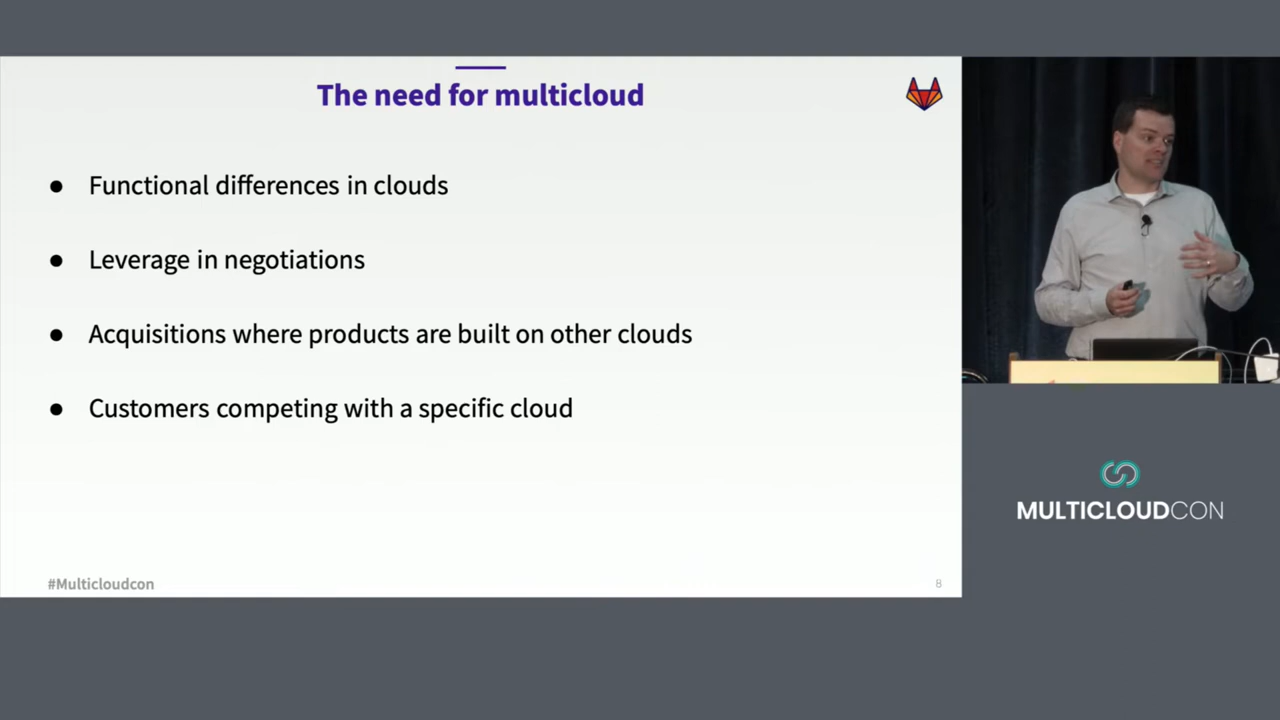 The need for multicloud
● Functional differences in clouds
● Leverage in negotiations
● Acquisitions where products are built on other clouds
● Customers competing with a specific cloud
#Multicloudcon
8
MULTICLOUDCON